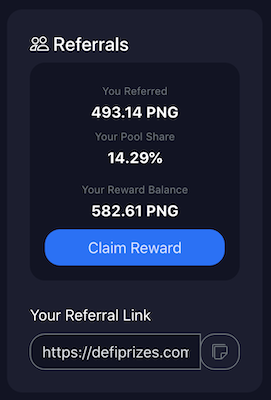 Referrals
You Referred
493.14 PNG
Your Pool Share
14.29%
Your Reward Balance
582.61 PNG
Claim Reward
Your Referral Link
https://defiprizes.com